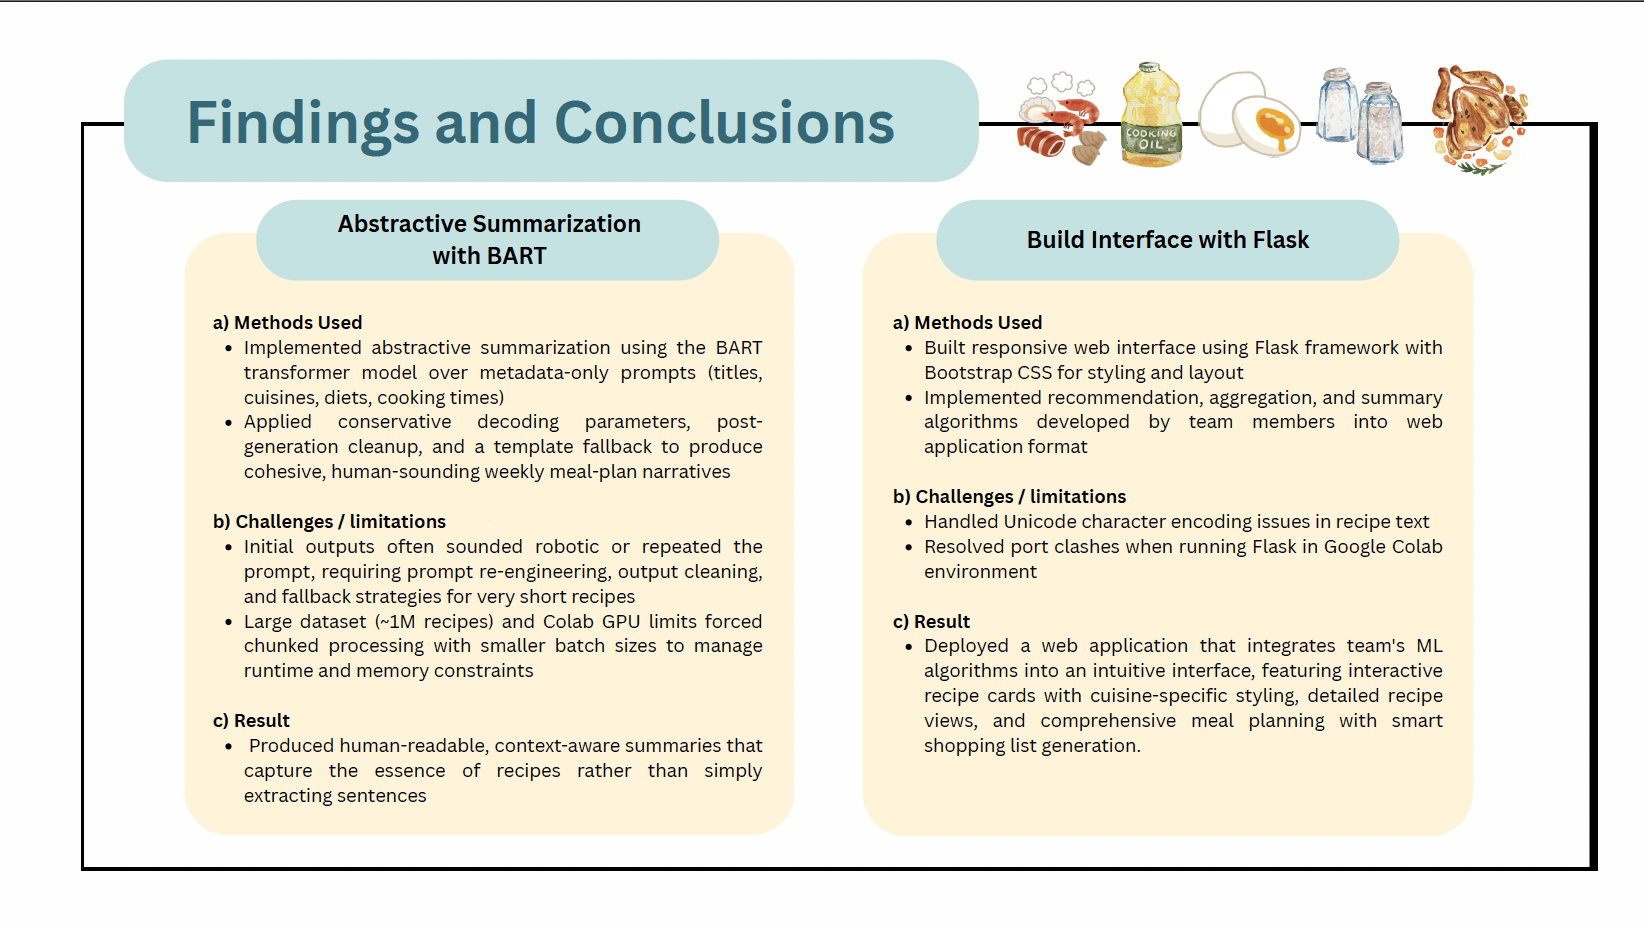 Findings and Conclusions
COOKING
OIL
Abstractive Summarization
with BART
a) Methods Used
• Implemented abstractive summarization using the BART
transformer model over metadata-only prompts (titles,
cuisines, diets, cooking times)
• Applied conservative decoding parameters, post-
generation cleanup, and a template fallback to produce
cohesive, human-sounding weekly meal-plan narratives
b) Challenges / limitations
• Initial outputs often sounded robotic or repeated the
prompt, requiring prompt re-engineering, output cleaning,
and fallback strategies for very short recipes
• Large dataset (~1M recipes) and Colab GPU limits forced
chunked processing with smaller batch sizes to manage
runtime and memory constraints
c) Result
• Produced human-readable, context-aware summaries that
capture the essence of recipes rather than simply
extracting sentences
Build Interface with Flask
a) Methods Used
• Built responsive web interface using Flask framework with
Bootstrap CSS for styling and layout
• Implemented recommendation, aggregation, and summary
algorithms developed by team members into web
application format
b) Challenges / limitations
• Handled Unicode character encoding issues in recipe text
• Resolved port clashes when running Flask in Google Colab
environment
c) Result
• Deployed a web application that integrates team's ML
algorithms into an intuitive interface, featuring interactive
recipe cards with cuisine-specific styling, detailed recipe
views, and comprehensive meal planning with smart
shopping list generation.